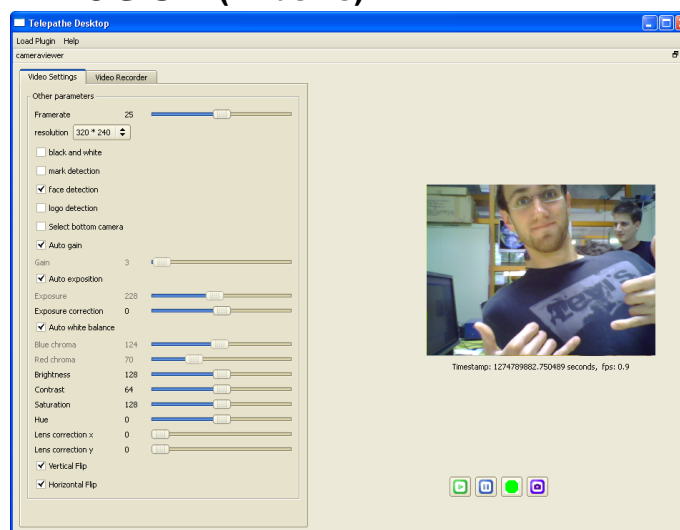 Telepathe Desktop
Load Plugin Help
cameraviewer
Video Settings Video Recorder
Other parameters
Framerate 25
resolution 320 * 240
black and white
mark detection
face detection
logo detection
Select bottom camera
Auto gain
Gain 3
Auto exposition
Exposure 228
Exposure correction 0
Auto white balance
Blue chroma 124
Red chroma 70
Brightness 128
Contrast 64
Saturation 128
Hue 0
Lens correction x 0
Lens correction y 0
Vertical Flip
Horizontal Flip
Levi's
Timestamp: 1274789882.750489 seconds, fps: 0.9